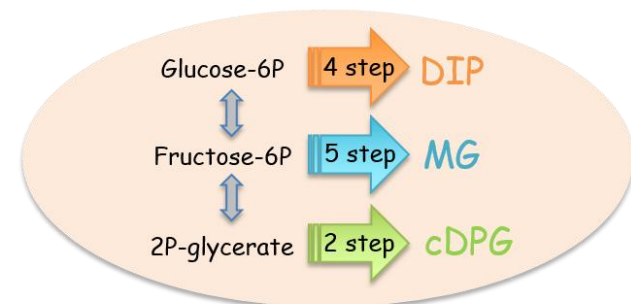 Glucose-6P 4 step DIP
Fructose-6P 5 step MG
2P-glycerate 2 step cDPG